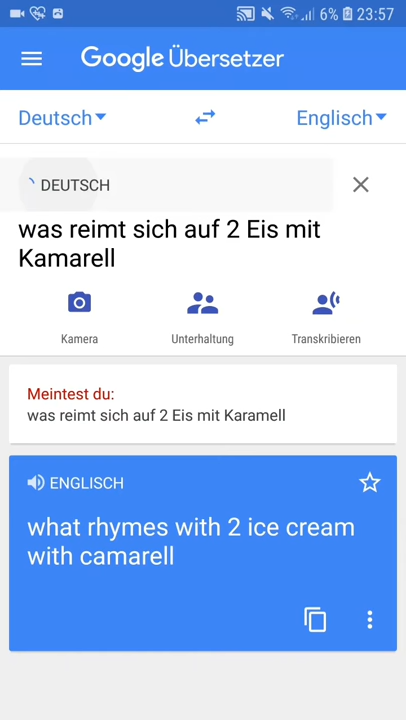 6% 23:57
Google Übersetzer
Deutsch Englisch
DEUTSCH
was reimt sich auf 2 Eis mit
Kamarell
Kamera Unterhaltung Transkribieren
Meintest du:
was reimt sich auf 2 Eis mit Karamell
ENGLISCH
what rhymes with 2 ice cream
with camarell